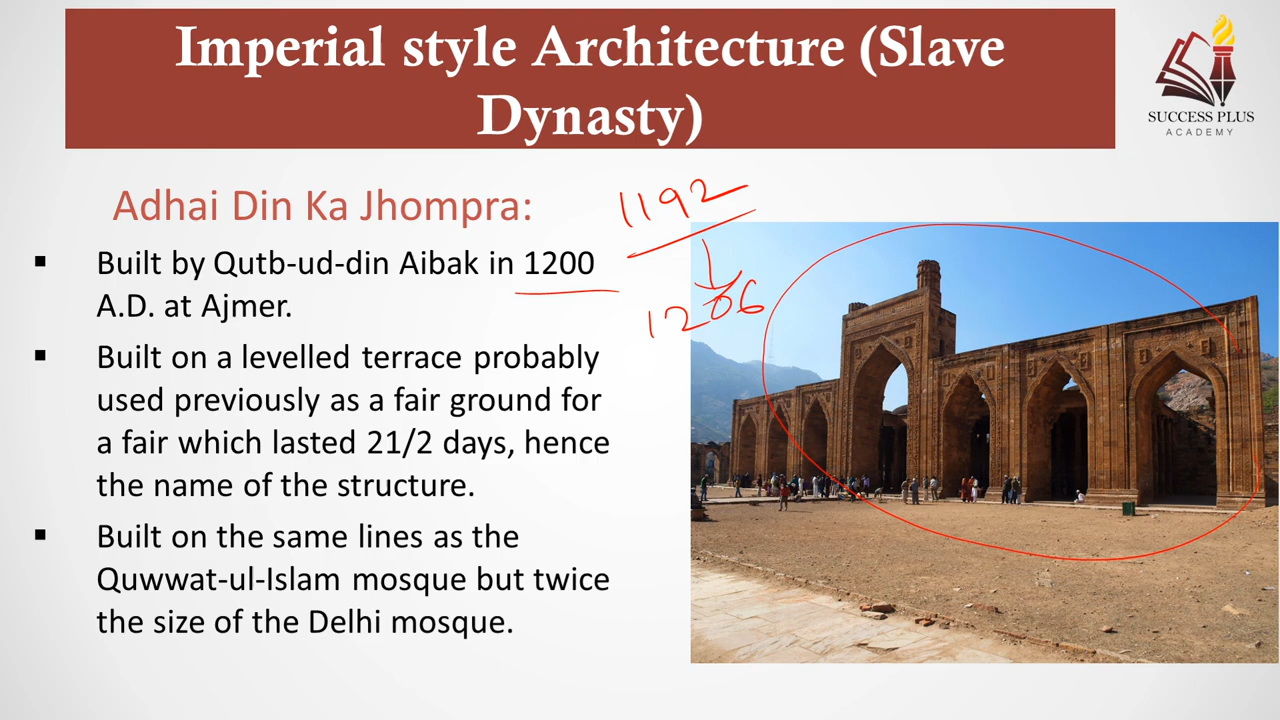 Imperial style Architecture (Slave
Dynasty)
SUCCESS PLUS
ACADEMY
Adhai Din Ka Jhompra:
1192
1206
▪ Built by Qutb-ud-din Aibak in 1200
A.D. at Ajmer.
▪ Built on a levelled terrace probably
used previously as a fair ground for
a fair which lasted 21/2 days, hence
the name of the structure.
▪ Built on the same lines as the
Quwwat-ul-Islam mosque but twice
the size of the Delhi mosque.